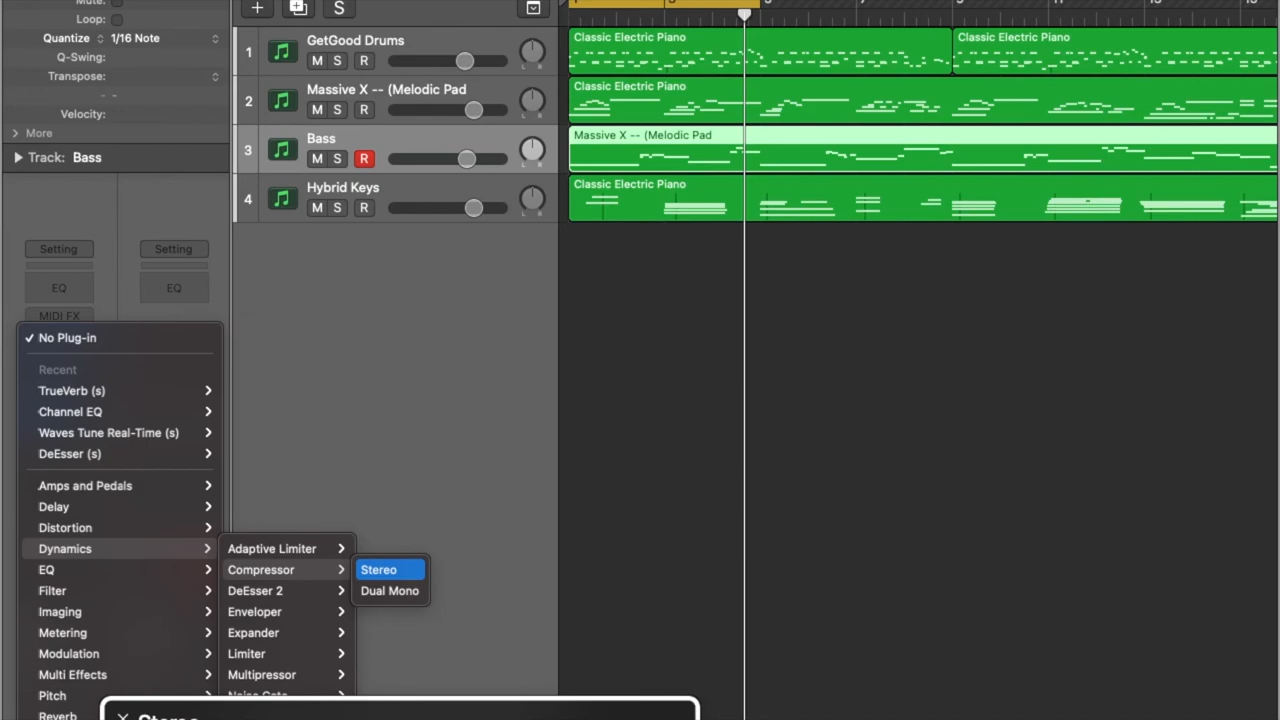 Mute:
Loop:
Quantize 1/16 Note
Q-Swing:
Transpose:
- -
Velocity:
More
Track: Bass
Setting
Setting
EQ
EQ
MIDI FX
✓ No Plug-in
Recent
TrueVerb (s)
Channel EQ
Waves Tune Real-Time (s)
DeEsser (s)
Amps and Pedals
Delay
Distortion
Dynamics
EQ
Filter
Imaging
Metering
Modulation
Multi Effects
Pitch
Reverb
Adaptive Limiter
Compressor
DeEsser 2
Enveloper
Expander
Limiter
Multipressor
Noise Gate
Stereo
Dual Mono
Stereo
S
1
GetGood Drums
M S R
L R
2
Massive X -- (Melodic Pad
M S R
L R
3
Bass
M S R
L R
4
Hybrid Keys
M S R
L R
Classic Electric Piano
Classic Electric Piano
Classic Electric Piano
Massive X -- (Melodic Pad
Classic Electric Piano